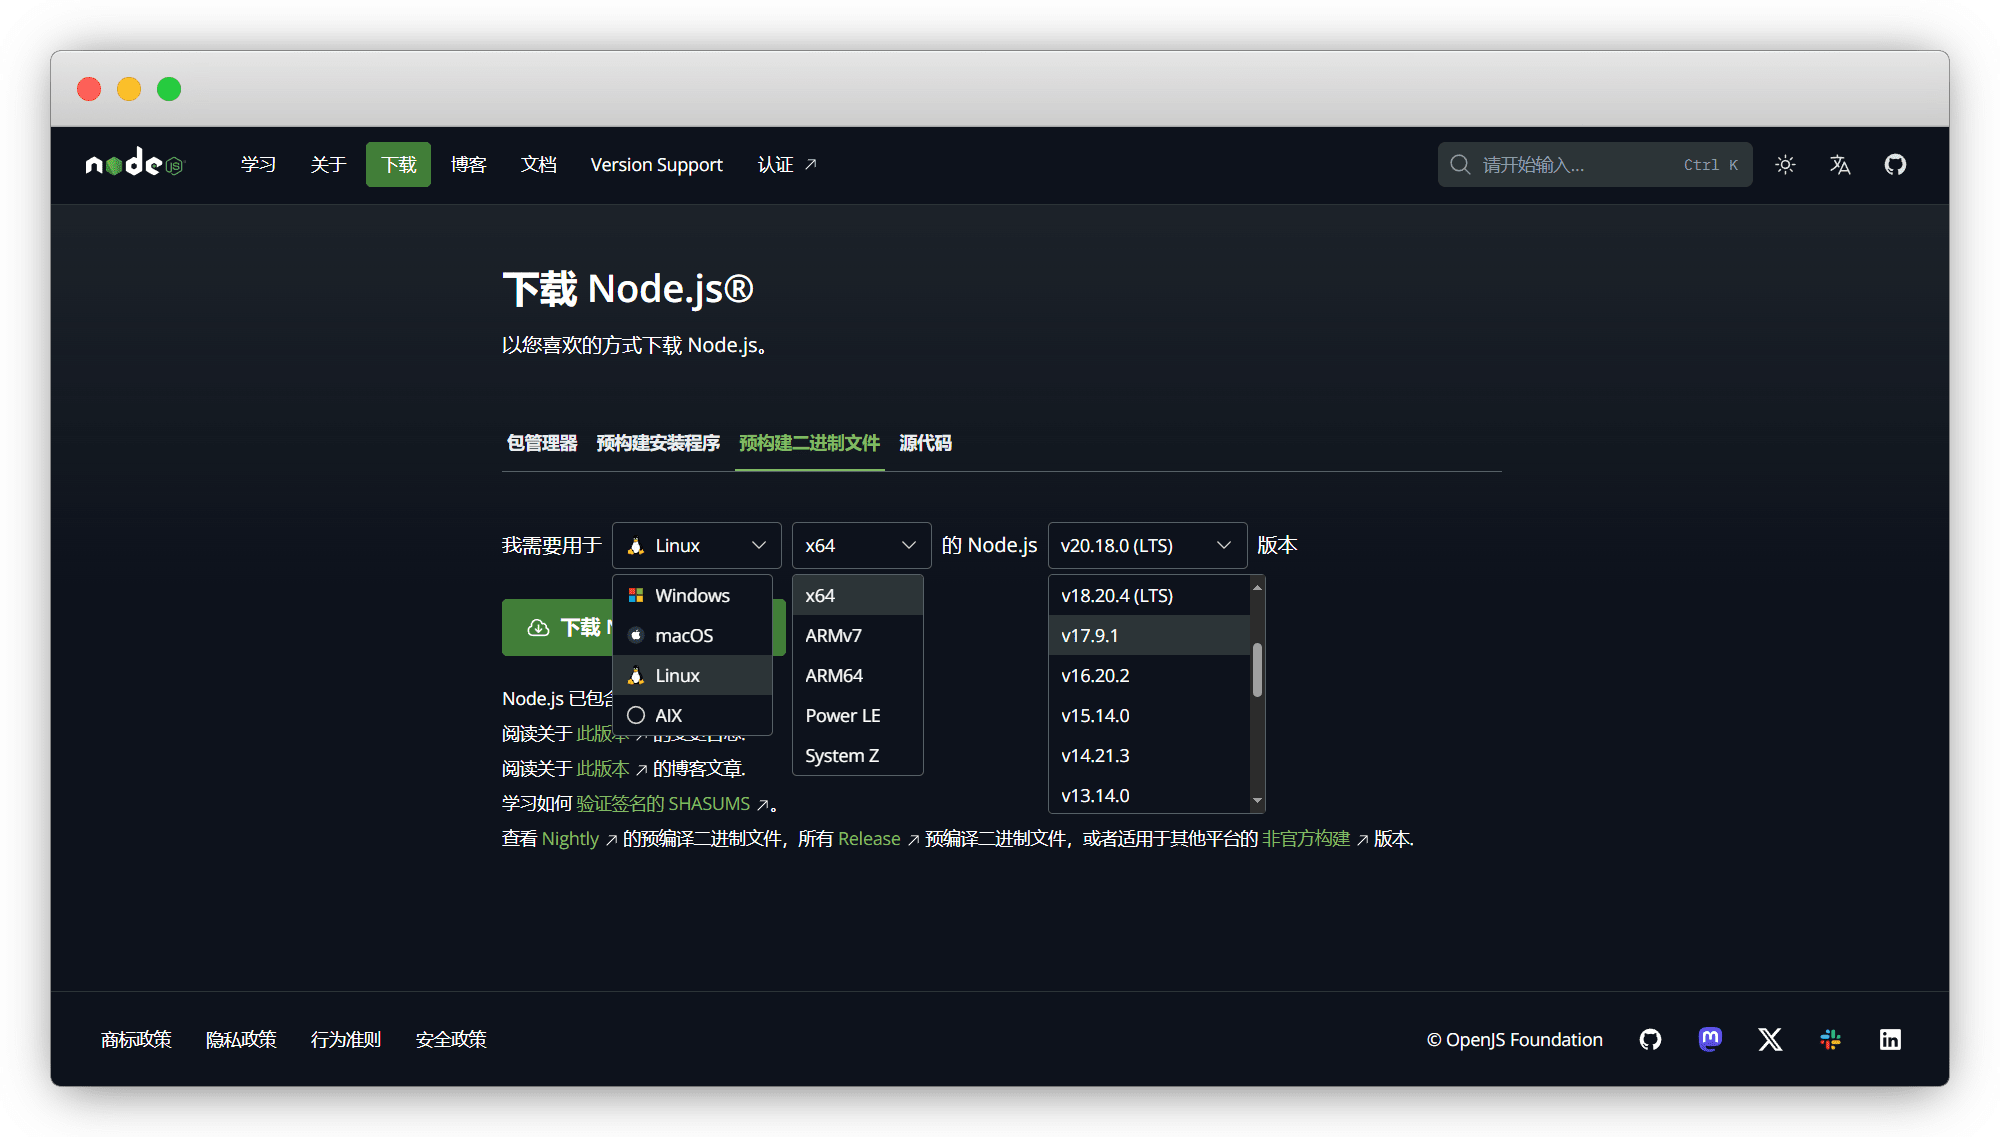 node JS
学习 关于 下载 博客 文档 Version Support 认证 ↗ 请开始输入... Ctrl K
下载 Node.js®
以您喜欢的方式下载 Node.js。
包管理器 预构建安装程序 预构建二进制文件 源代码
我需要用于 Linux x64 的 Node.js v20.18.0 (LTS) 版本
Windows x64 v18.20.4 (LTS)
下载
macOS ARMv7 v17.9.1
Linux ARM64 v16.20.2
Node.js 已包
AIX Power LE v15.14.0
阅读关于 此版本 ↗
System Z v14.21.3
阅读关于 此版本 ↗ 的博客文章.
v13.14.0
学习如何 验证签名的 SHASUMS ↗。
查看 Nightly ↗ 的预编译二进制文件，所有 Release ↗ 预编译二进制文件，或者适用于其他平台的 非官方构建 ↗ 版本.
商标政策 隐私政策 行为准则 安全政策 © OpenJS Foundation